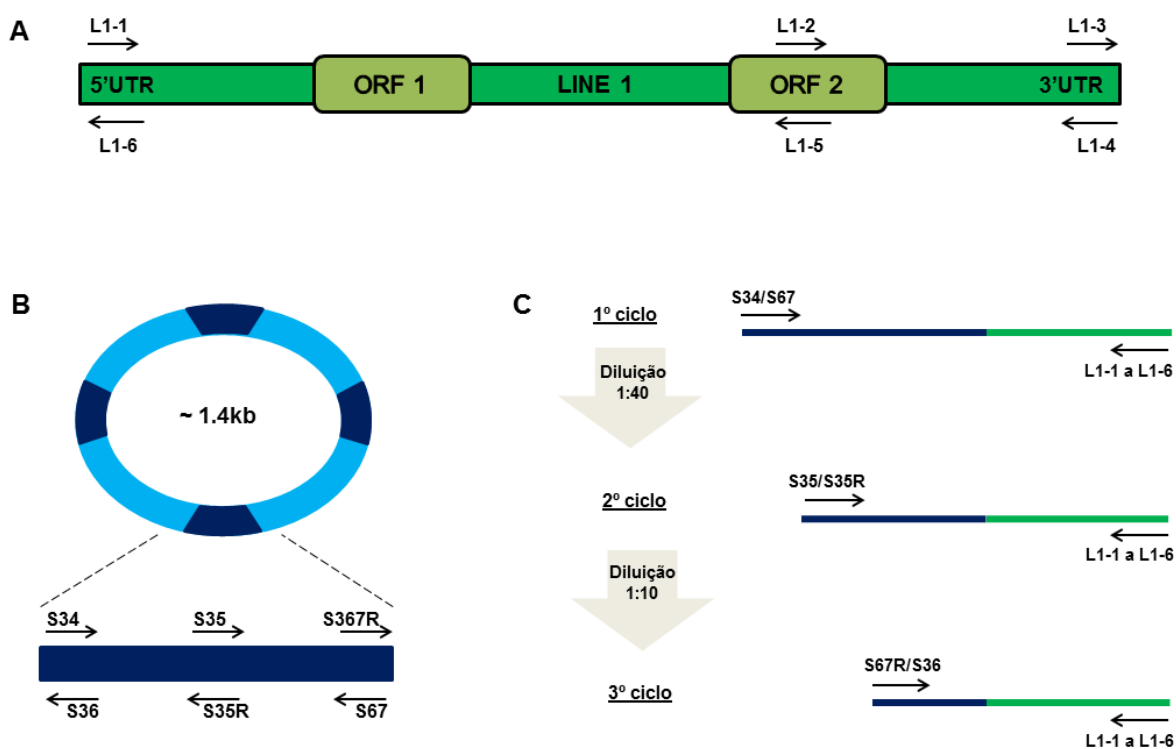 A
L1-1
L1-2
L1-3
5'UTR
ORF 1
LINE 1
ORF 2
3'UTR
L1-6
L1-5
L1-4
B
~ 1.4kb
S34
S35
S367R
S36
S35R
S67
C
1º ciclo
S34/S67
L1-1 a L1-6
Diluição
1:40
2º ciclo
S35/S35R
L1-1 a L1-6
Diluição
1:10
3º ciclo
S67R/S36
L1-1 a L1-6